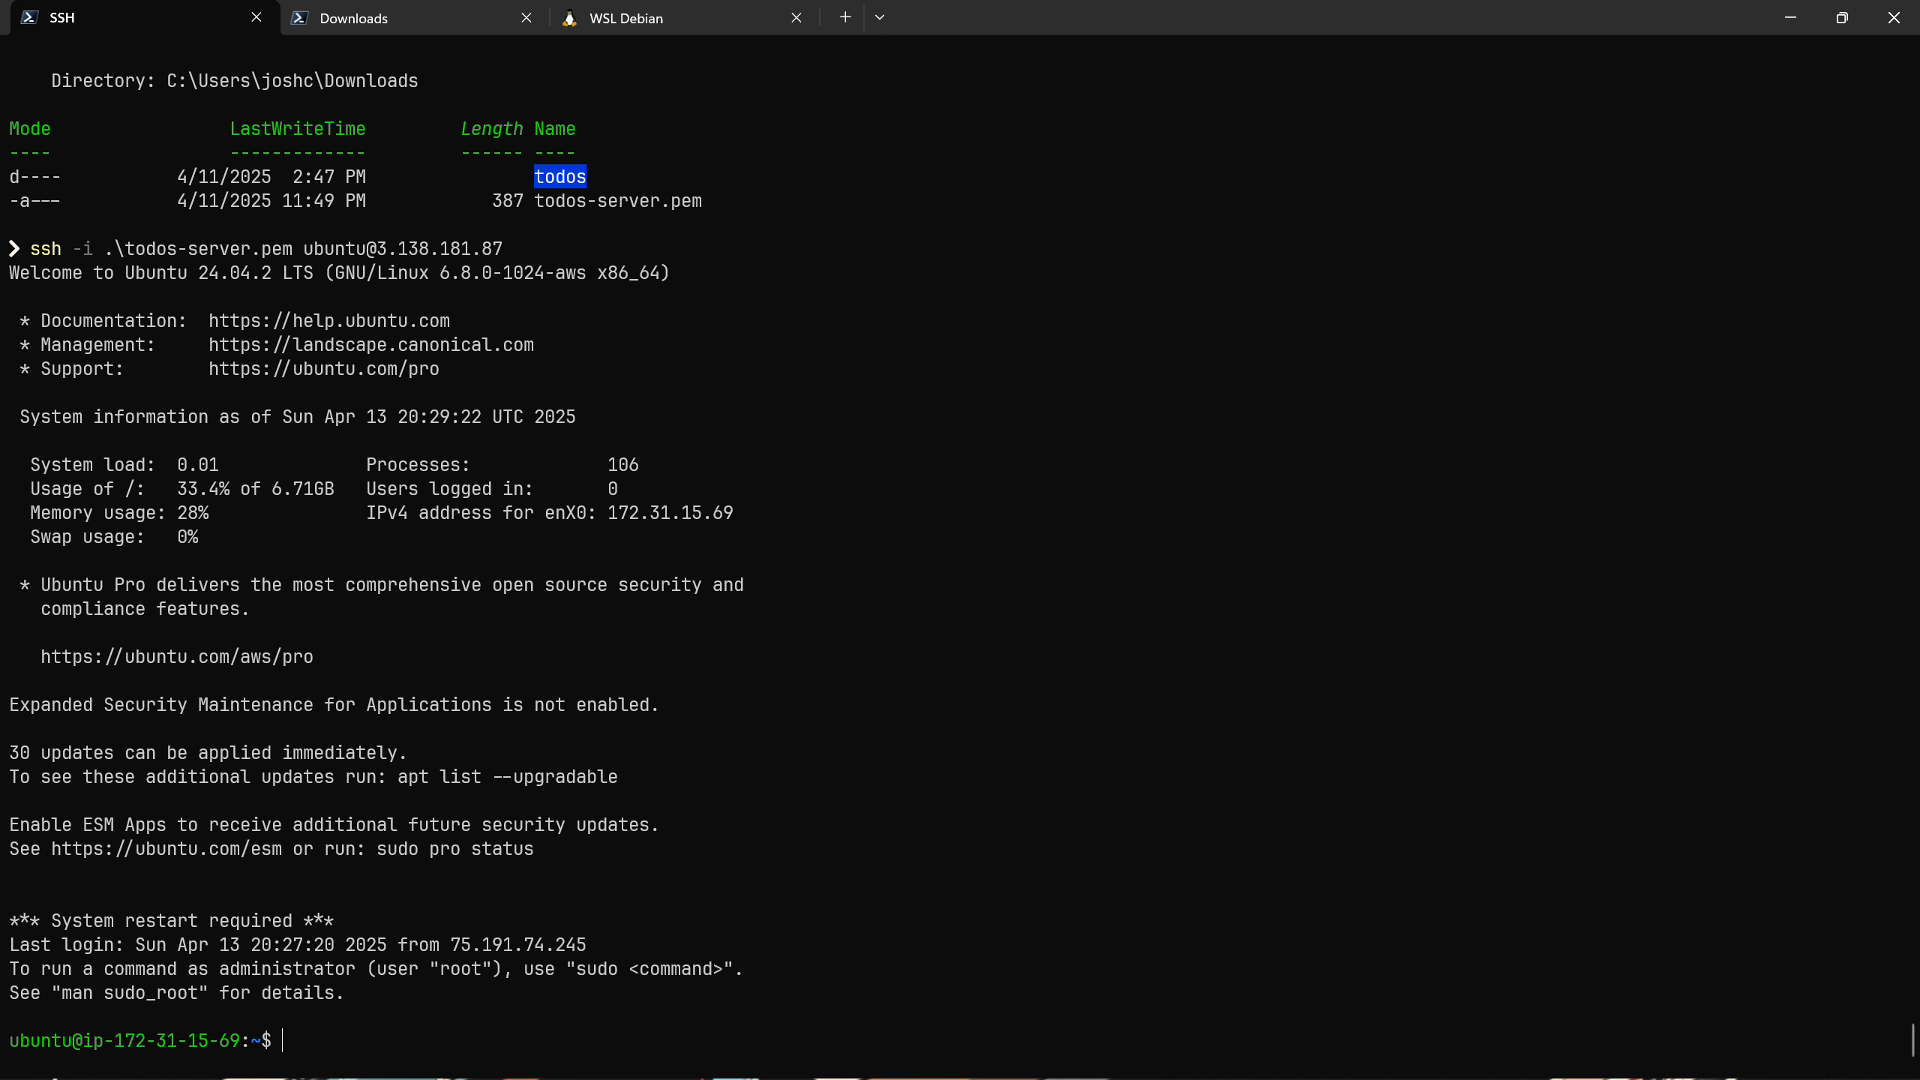 SSH
Downloads
WSL Debian
Directory: C:\Users\joshc\Downloads
Mode LastWriteTime Length Name
---- ------------- ------ ----
d---- 4/11/2025 2:47 PM todos
-a--- 4/11/2025 11:49 PM 387 todos-server.pem
❯ ssh -i .\todos-server.pem ubuntu@3.138.181.87
Welcome to Ubuntu 24.04.2 LTS (GNU/Linux 6.8.0-1024-aws x86_64)
* Documentation: https://help.ubuntu.com
* Management: https://landscape.canonical.com
* Support: https://ubuntu.com/pro
System information as of Sun Apr 13 20:29:22 UTC 2025
System load: 0.01 Processes: 106
Usage of /: 33.4% of 6.71GB Users logged in: 0
Memory usage: 28% IPv4 address for enX0: 172.31.15.69
Swap usage: 0%
* Ubuntu Pro delivers the most comprehensive open source security and
compliance features.
https://ubuntu.com/aws/pro
Expanded Security Maintenance for Applications is not enabled.
30 updates can be applied immediately.
To see these additional updates run: apt list --upgradable
Enable ESM Apps to receive additional future security updates.
See https://ubuntu.com/esm or run: sudo pro status
*** System restart required ***
Last login: Sun Apr 13 20:27:20 2025 from 75.191.74.245
To run a command as administrator (user "root"), use "sudo <command>".
See "man sudo_root" for details.
ubuntu@ip-172-31-15-69:~$